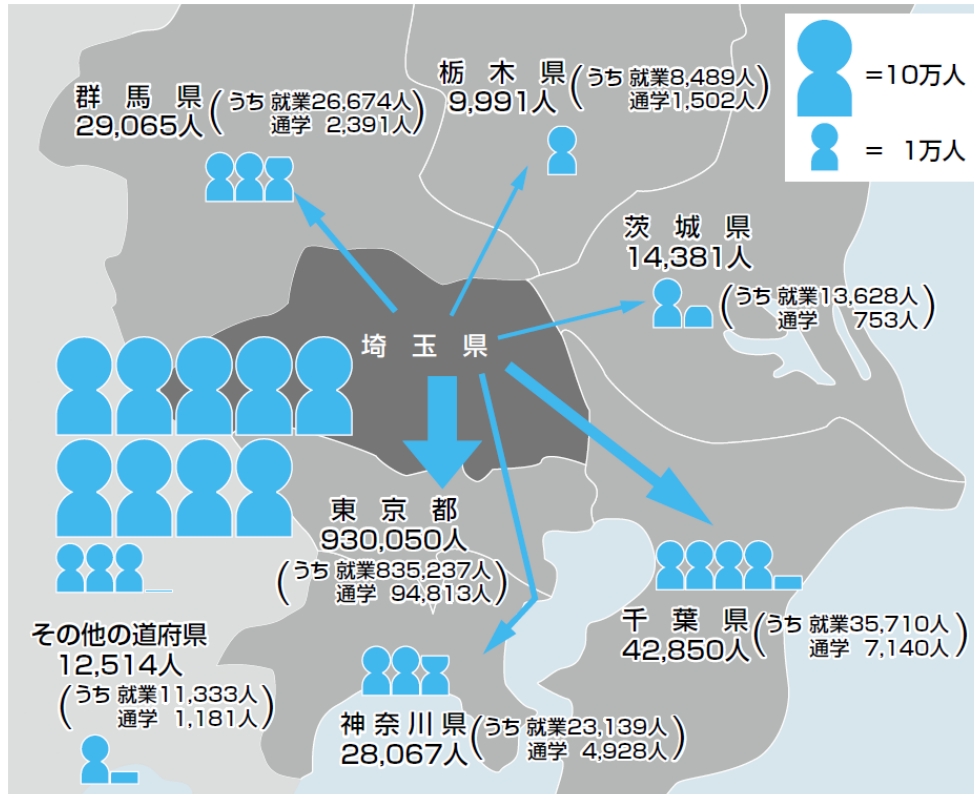 =10万人
= 1万人
栃木県
9,991人
(うち 就業8,489人
通学1,502人)
群馬県
29,065人
(うち 就業26,674人
通学 2,391人)
茨城県
14,381人
(うち 就業13,628人
通学 753人)
埼玉県
東京都
930,050人
(うち 就業835,237人
通学 94,813人)
千葉県
42,850人
(うち 就業35,710人
通学 7,140人)
その他の道府県
12,514人
(うち 就業11,333人
通学 1,181人)
神奈川県
28,067人
(うち 就業23,139人
通学 4,928人)